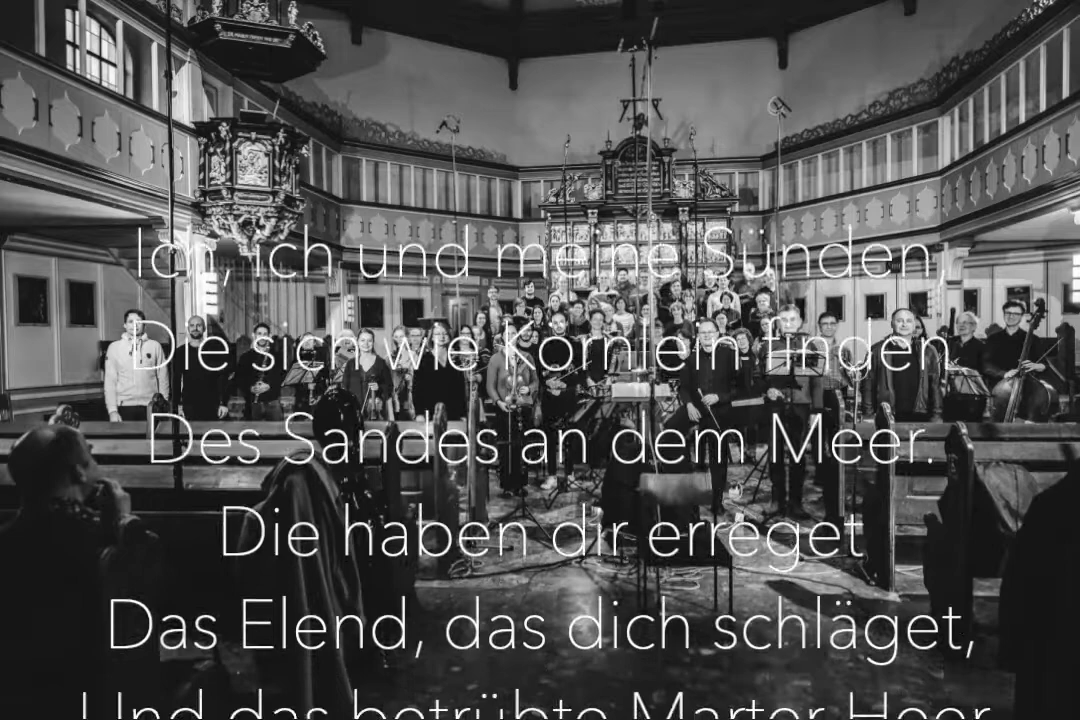 Ich, ich und meine Sünden,
Die sich wie Körnlein finden
Des Sandes an dem Meer.
Die haben dir erreget
Das Elend, das dich schläget,
Und das betrübte Marter-Heer.